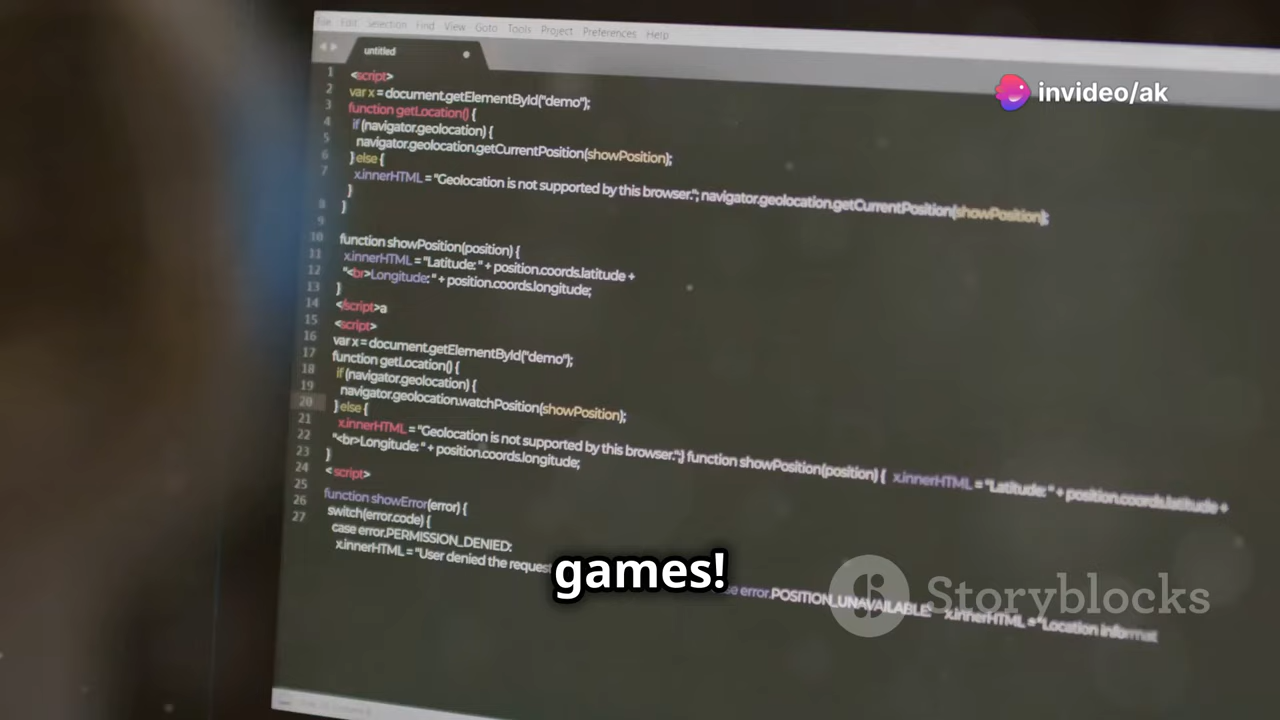 File Edit Selection Find View Goto Tools Project Preferences Help
untitled
invideo/ak
1 <script>
2 var x = document.getElementById("demo");
3 function getLocation() {
4 if (navigator.geolocation) {
5 navigator.geolocation.getCurrentPosition(showPosition);
6 } else {
7 x.innerHTML = "Geolocation is not supported by this browser."; navigator.geolocation.getCurrentPosition(showPosition);
}
8 }
9
10 function showPosition(position) {
11 x.innerHTML = "Latitude: " + position.coords.latitude +
12 "<br>Longitude: " + position.coords.longitude;
13 }
14 </script>a
15 <script>
16 var x = document.getElementById("demo");
17 function getLocation() {
18 if (navigator.geolocation) {
19 navigator.geolocation.watchPosition(showPosition);
20 } else {
21 x.innerHTML = "Geolocation is not supported by this browser.";} function showPosition(position) { x.innerHTML = "Latitude: " + position.coords.latitude +
22 "<br>Longitude: " + position.coords.longitude;
23 }
24 < script>
25 function showError(error) {
26 switch(error.code) {
27 case error.PERMISSION_DENIED:
x.innerHTML = "User denied the request error.POSITION_UNAVAILABLE: x.innerHTML = "Location informat
games!
Storyblocks